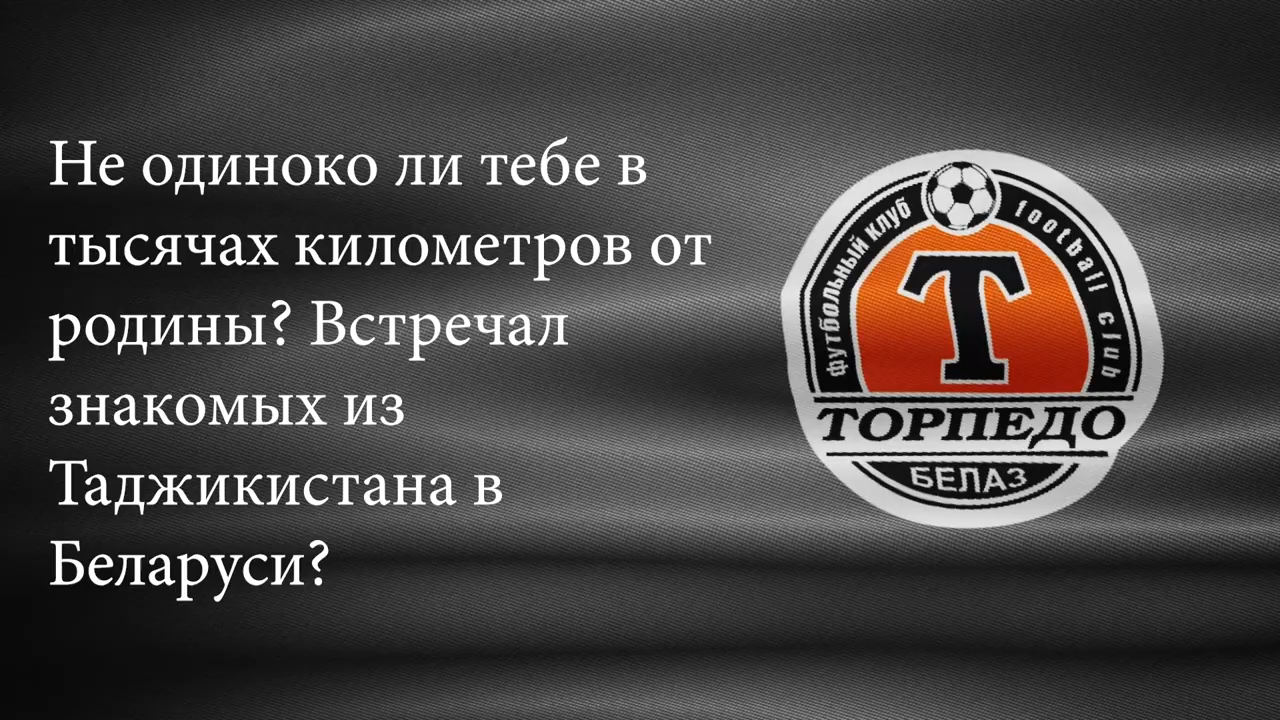 Не одиноко ли тебе в
тысячах километров от
родины? Встречал
знакомых из
Таджикистана в
Беларуси?
футбольный клуб
football club
Т
ТОРПЕДО
БЕЛАЗ